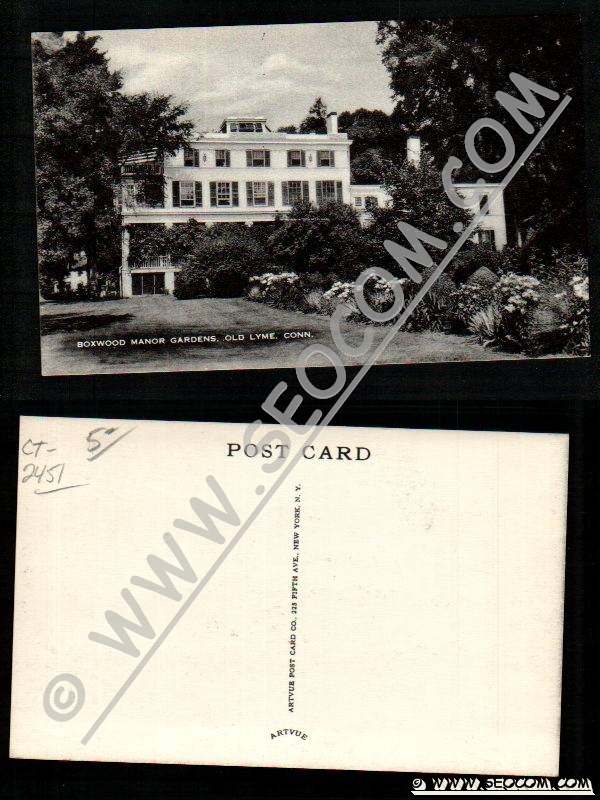 BOXWOOD MANOR GARDENS, OLD LYME, CONN.
© WWW.SEOCOM.COM
CT-
2451
5-
POST CARD
ARTVUE POST CARD CO., 225 FIFTH AVE., NEW YORK, N. Y.
ARTVUE
© WWW.SEOCOM.COM